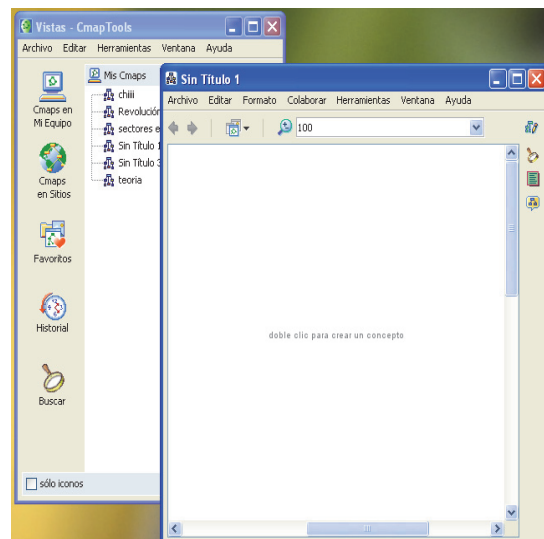 Vistas - CmapTools
Archivo Editar Herramientas Ventana Ayuda
Cmaps en
Mi Equipo
Cmaps
en Sitios
Favoritos
Historial
Buscar
Mis Cmaps
chiii
Revolución
sectores e
Sin Título 1
Sin Título 3
teoria
sólo iconos
Sin Título 1
Archivo Editar Formato Colaborar Herramientas Ventana Ayuda
100
doble clic para crear un concepto